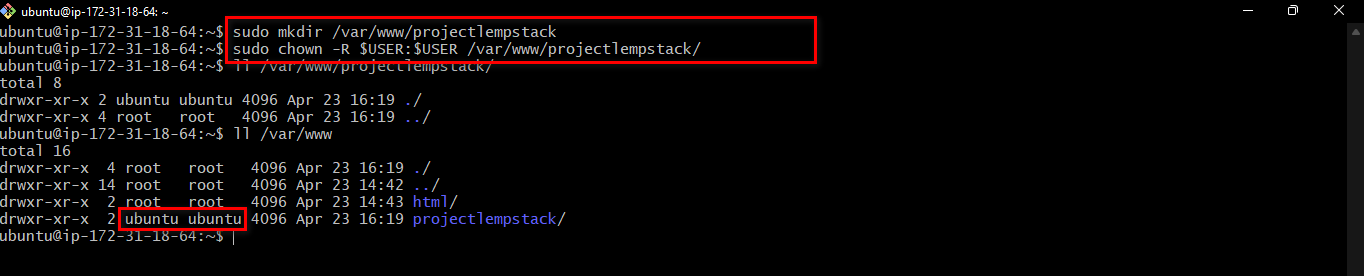 ubuntu@ip-172-31-18-64: ~
ubuntu@ip-172-31-18-64:~$ sudo mkdir /var/www/projectlempstack
ubuntu@ip-172-31-18-64:~$ sudo chown -R $USER:$USER /var/www/projectlempstack/
ubuntu@ip-172-31-18-64:~$ ll /var/www/projectlempstack/
total 8
drwxr-xr-x 2 ubuntu ubuntu 4096 Apr 23 16:19 ./
drwxr-xr-x 4 root   root   4096 Apr 23 16:19 ../
ubuntu@ip-172-31-18-64:~$ ll /var/www
total 16
drwxr-xr-x  4 root   root   4096 Apr 23 16:19 ./
drwxr-xr-x 14 root   root   4096 Apr 23 14:42 ../
drwxr-xr-x  2 root   root   4096 Apr 23 14:43 html/
drwxr-xr-x  2 ubuntu ubuntu 4096 Apr 23 16:19 projectlempstack/
ubuntu@ip-172-31-18-64:~$